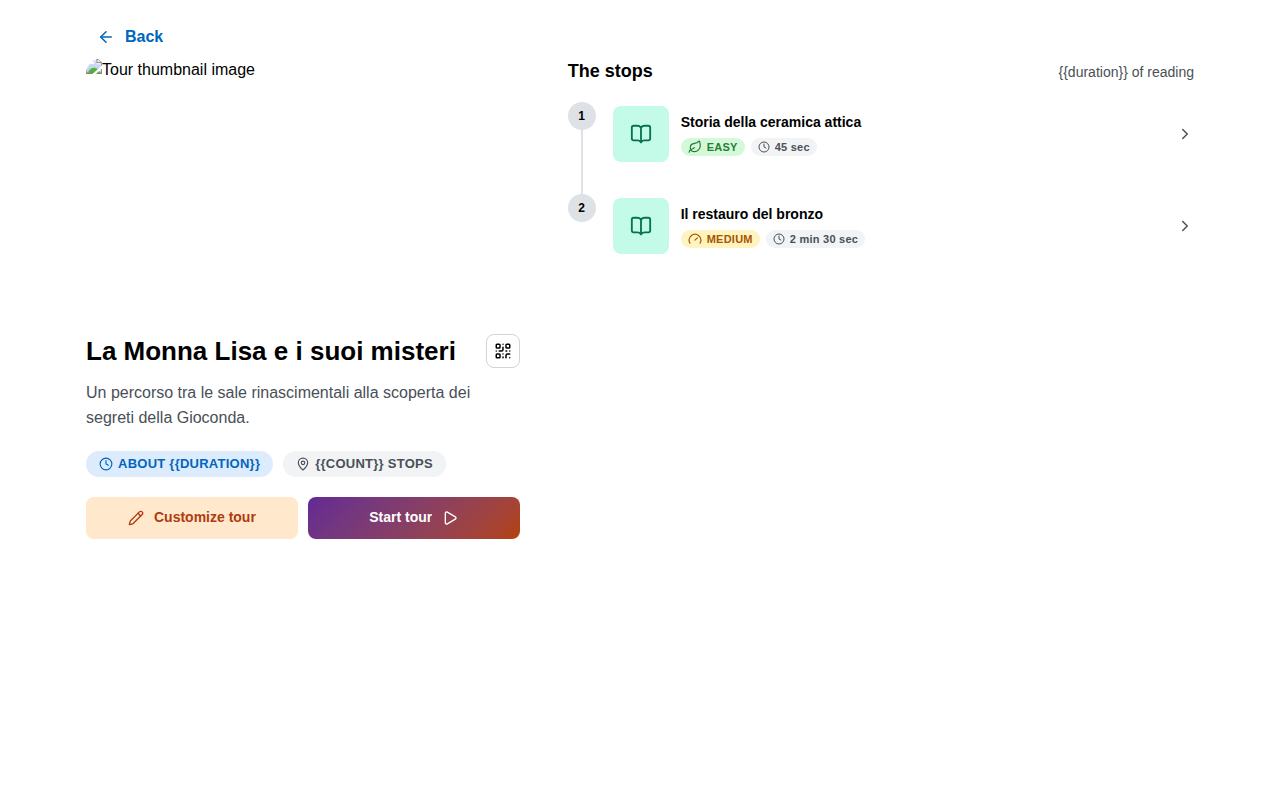 Back
Tour thumbnail image
The stops
{{duration}} of reading
1
Storia della ceramica attica
EASY
45 sec
2
Il restauro del bronzo
MEDIUM
2 min 30 sec
La Monna Lisa e i suoi misteri
Un percorso tra le sale rinascimentali alla scoperta dei
segreti della Gioconda.
ABOUT {{DURATION}}
{{COUNT}} STOPS
Customize tour
Start tour